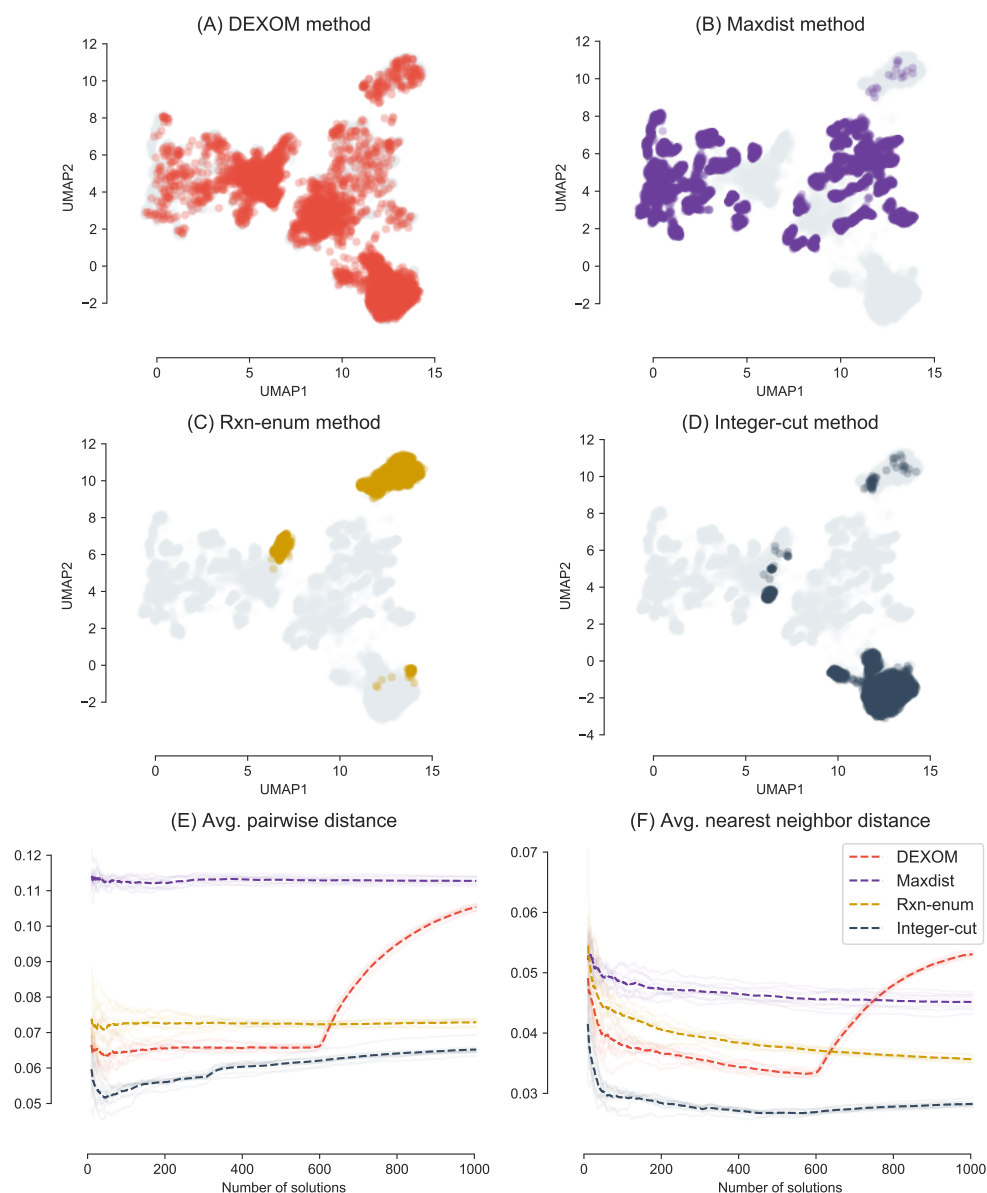 (A) DEXOM method
12
10
8
6
4
2
0
−2
UMAP2
0 5 10 15
UMAP1
(B) Maxdist method
12
10
8
6
4
2
0
−2
UMAP2
0 5 10 15
UMAP1
(C) Rxn-enum method
12
10
8
6
4
2
0
−2
UMAP2
0 5 10 15
UMAP1
(D) Integer-cut method
12
10
8
6
4
2
0
−2
−4
UMAP2
0 5 10 15
UMAP1
(E) Avg. pairwise distance
0.12
0.11
0.10
0.09
0.08
0.07
0.06
0.05
0 200 400 600 800 1000
Number of solutions
(F) Avg. nearest neighbor distance
0.07
0.06
0.05
0.04
0.03
DEXOM
Maxdist
Rxn-enum
Integer-cut
0 200 400 600 800 1000
Number of solutions